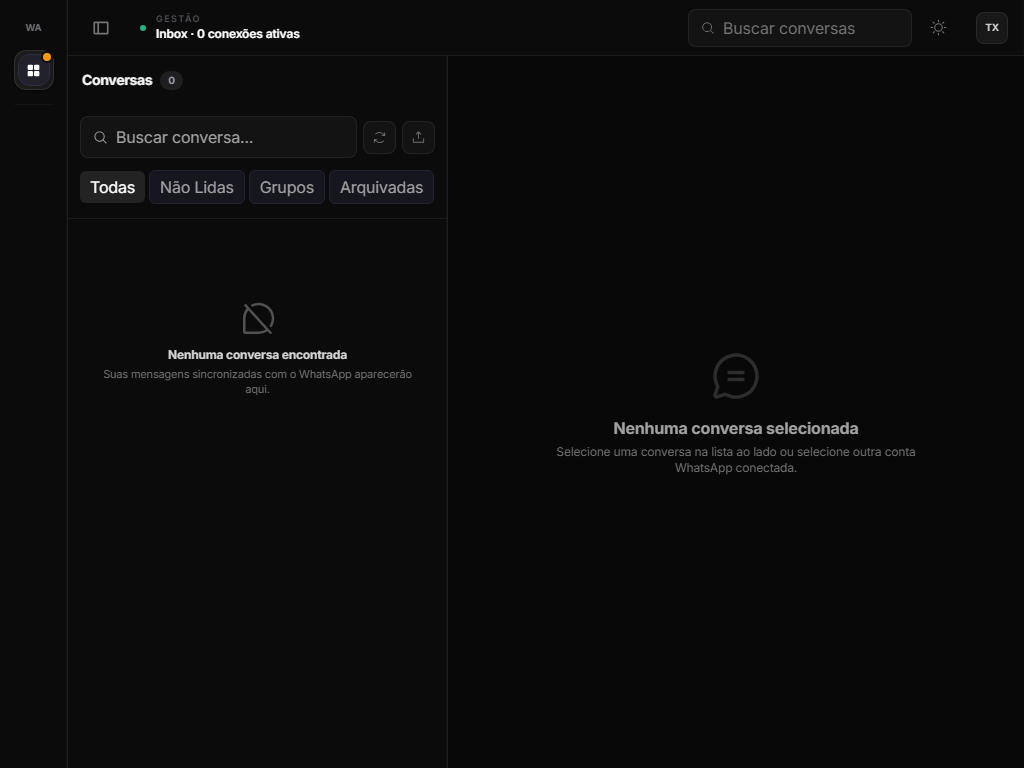 WA
GESTÃO
Inbox · 0 conexões ativas
Buscar conversas
TX
Conversas 0
Buscar conversa...
Todas Não Lidas Grupos Arquivadas
Nenhuma conversa encontrada
Suas mensagens sincronizadas com o WhatsApp aparecerão
aqui.
Nenhuma conversa selecionada
Selecione uma conversa na lista ao lado ou selecione outra conta
WhatsApp conectada.